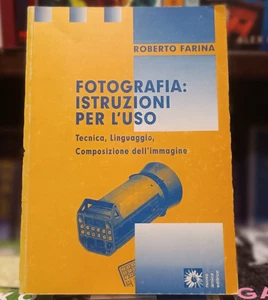 ROBERTO FARINA
FOTOGRAFIA:
ISTRUZIONI
PER L'USO
Tecnica, Linguaggio,
Composizione dell'immagine